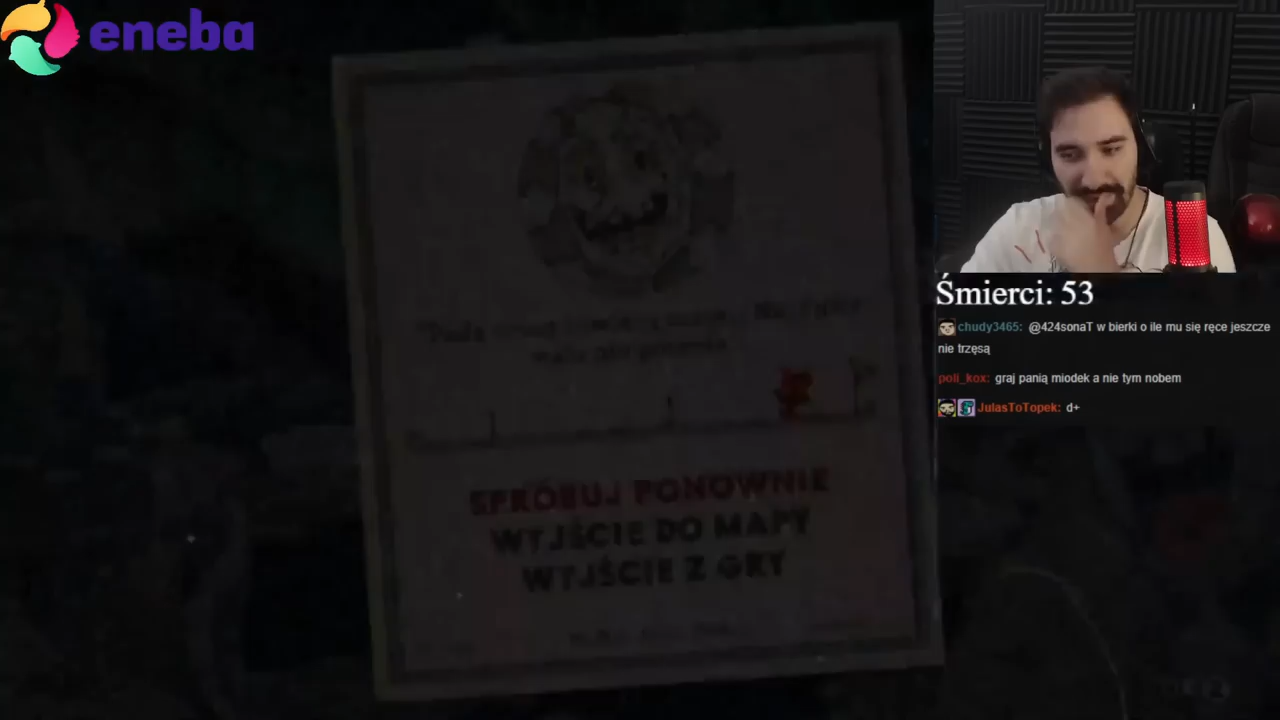 eneba
Śmierci: 53
chudy3465: @424sonaT w bierki o ile mu się ręce jeszcze
nie trzęsą
poli_kox: graj panią miodek a nie tym nobem
JulasToTopek: d+
SPRÓBUJ PONOWNIE
WYJŚCIE DO MAPY
WYJŚCIE Z GRY